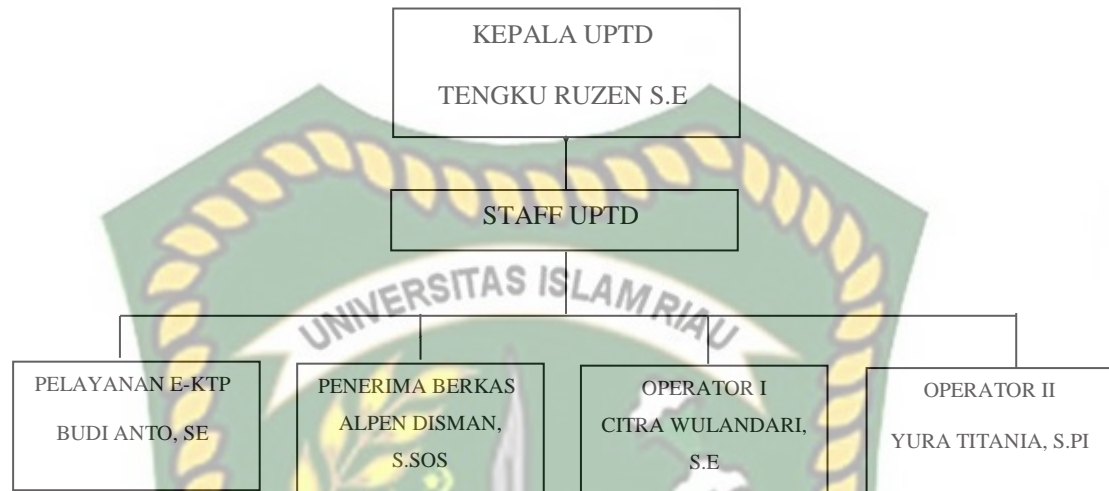 KEPALA UPTD
TENGKU RUZEN S.E
STAFF UPTD
UNIVERSITAS ISLAM RIAU
PELAYANAN E-KTP
BUDI ANTO, SE
PENERIMA BERKAS
ALPEN DISMAN,
S.SOS
OPERATOR I
CITRA WULANDARI,
S.E
OPERATOR II
YURA TITANIA, S.PI